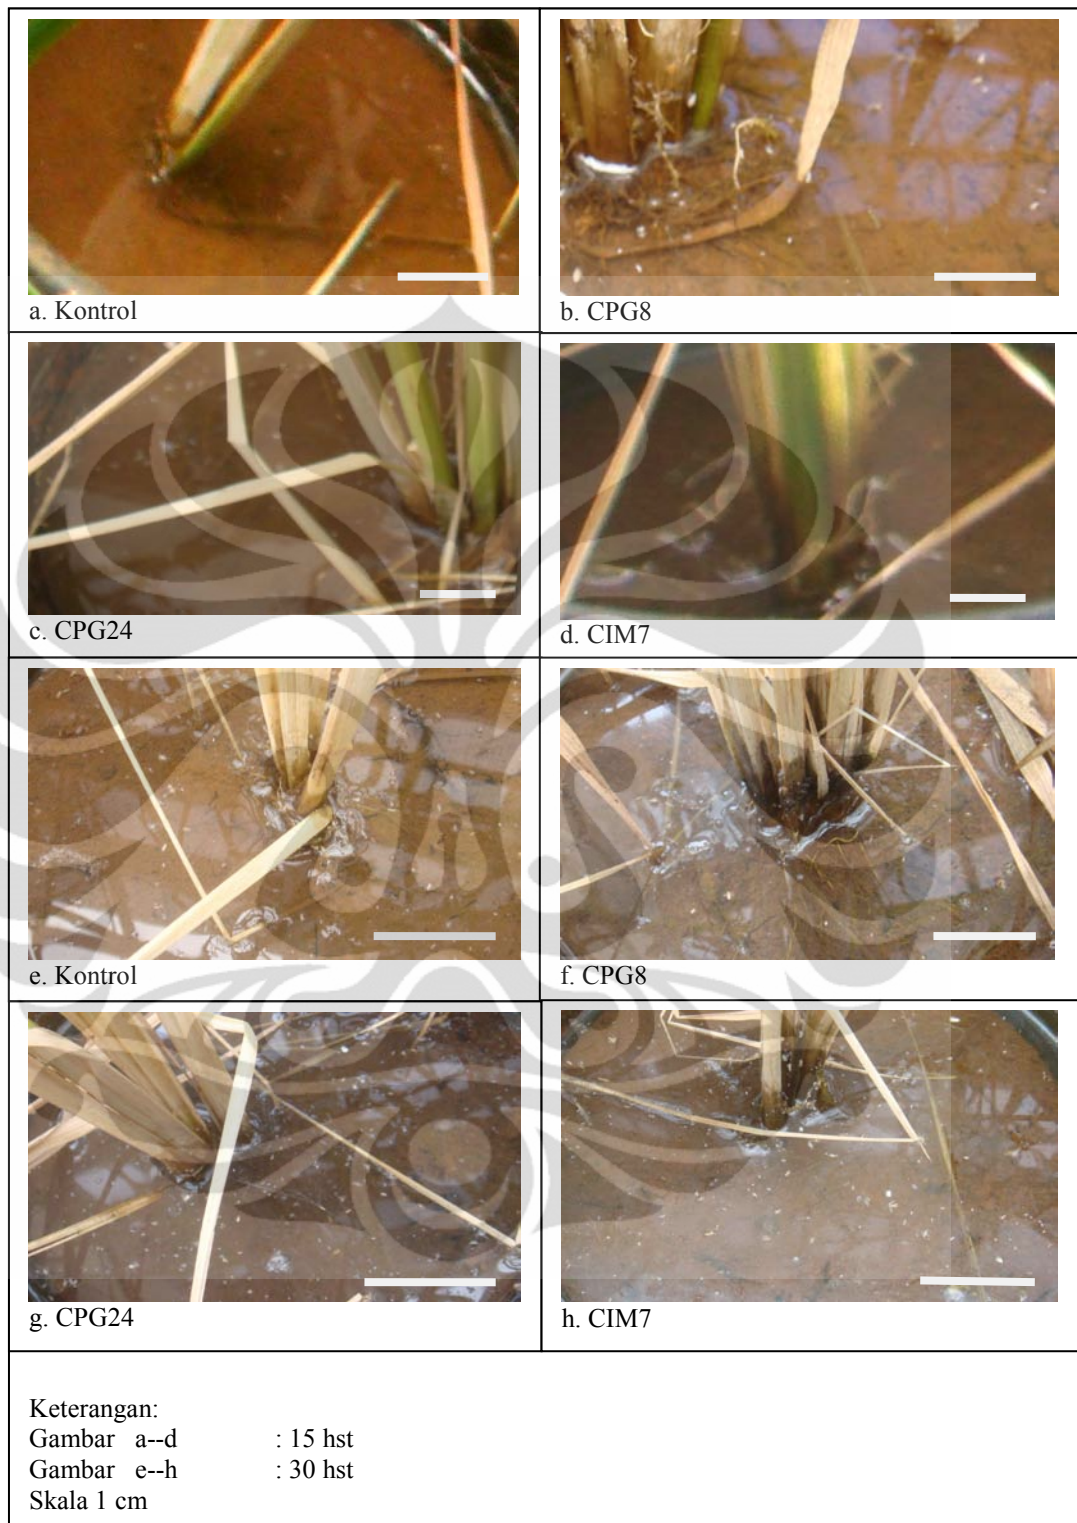 a. Kontrol
b. CPG8
c. CPG24
d. CIM7
e. Kontrol
f. CPG8
g. CPG24
h. CIM7
Keterangan:
Gambar a--d : 15 hst
Gambar e--h : 30 hst
Skala 1 cm